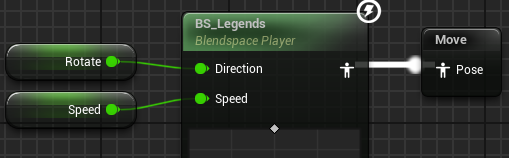 BS_Legends
Blendspace Player
Move
Rotate
Direction
Pose
Speed
Speed